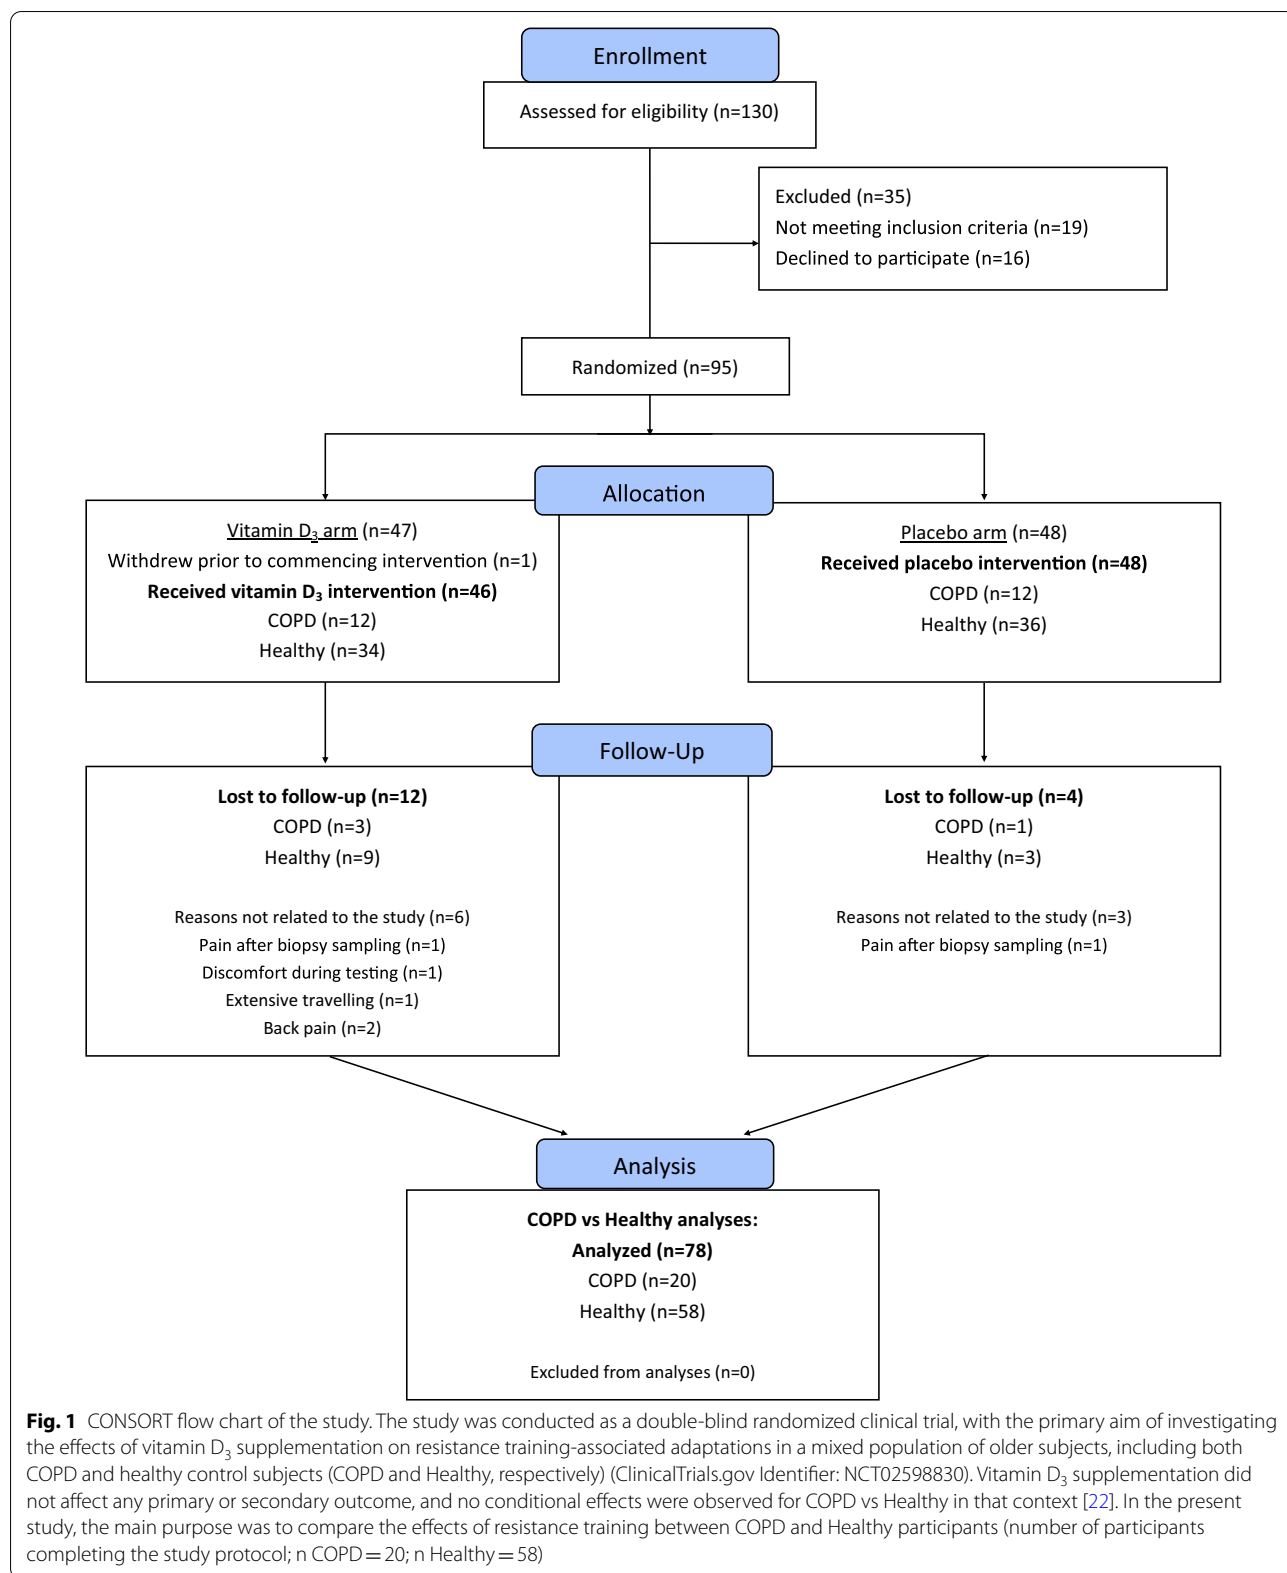 Enrollment
Assessed for eligibility (n=130)
Excluded (n=35)
Not meeting inclusion criteria (n=19)
Declined to participate (n=16)
Randomized (n=95)
Allocation
Vitamin D₃ arm (n=47)
Withdrew prior to commencing intervention (n=1)
Received vitamin D₃ intervention (n=46)
COPD (n=12)
Healthy (n=34)
Placebo arm (n=48)
Received placebo intervention (n=48)
COPD (n=12)
Healthy (n=36)
Follow-Up
Lost to follow-up (n=12)
COPD (n=3)
Healthy (n=9)
Reasons not related to the study (n=6)
Pain after biopsy sampling (n=1)
Discomfort during testing (n=1)
Extensive travelling (n=1)
Back pain (n=2)
Lost to follow-up (n=4)
COPD (n=1)
Healthy (n=3)
Reasons not related to the study (n=3)
Pain after biopsy sampling (n=1)
Analysis
COPD vs Healthy analyses:
Analyzed (n=78)
COPD (n=20)
Healthy (n=58)
Excluded from analyses (n=0)
Fig. 1 CONSORT flow chart of the study. The study was conducted as a double-blind randomized clinical trial, with the primary aim of investigating
the effects of vitamin D₃ supplementation on resistance training-associated adaptations in a mixed population of older subjects, including both
COPD and healthy control subjects (COPD and Healthy, respectively) (ClinicalTrials.gov Identifier: NCT02598830). Vitamin D₃ supplementation did
not affect any primary or secondary outcome, and no conditional effects were observed for COPD vs Healthy in that context [22]. In the present
study, the main purpose was to compare the effects of resistance training between COPD and Healthy participants (number of participants
completing the study protocol; n COPD = 20; n Healthy = 58)